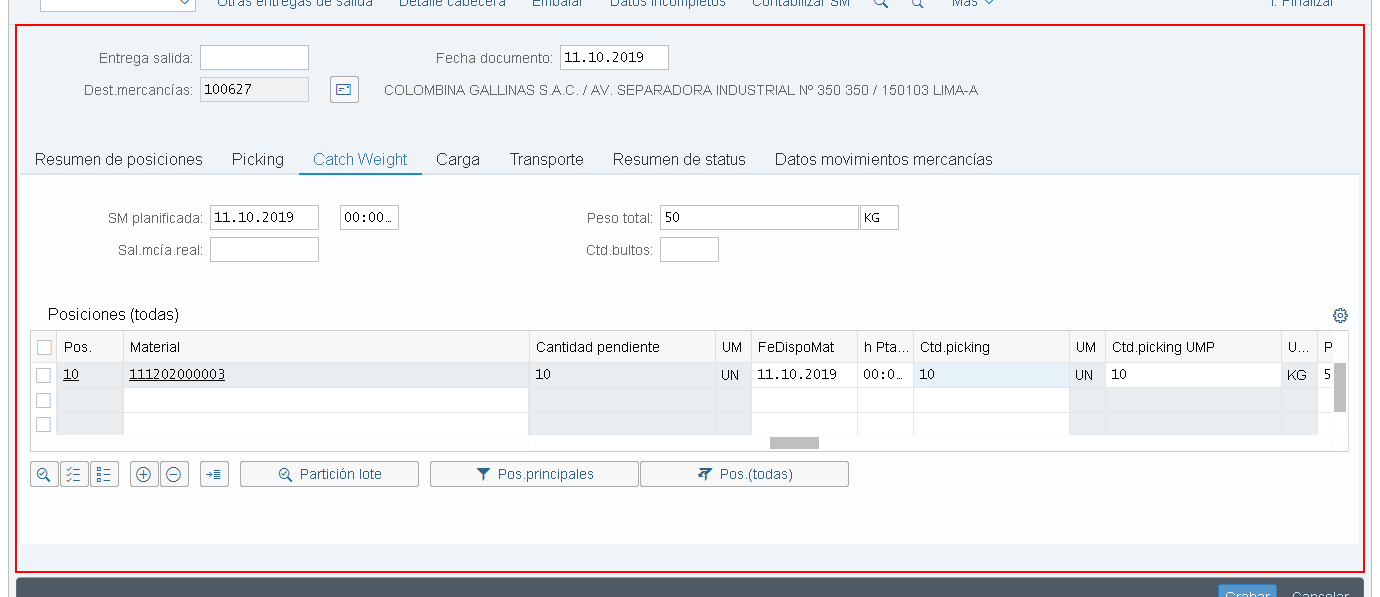 Otras entregas de salida Detalle cabecera Embalar Datos incompletos Contabilizar SM Más T. Finalizar
Entrega salida: Fecha documento: 11.10.2019
Dest.mercancías: 100627 COLOMBINA GALLINAS S.A.C. / AV. SEPARADORA INDUSTRIAL Nº 350 350 / 150103 LIMA-A
Resumen de posiciones Picking Catch Weight Carga Transporte Resumen de status Datos movimientos mercancías
SM planificada: 11.10.2019 00:00… Peso total: 50 KG
Sal.mcía.real: Ctd.bultos:
Posiciones (todas)
Pos. Material Cantidad pendiente UM FeDispoMat h Pta... Ctd.picking UM Ctd.picking UMP U... P
10 111202000003 10 UN 11.10.2019 00:0… 10 UN 10 KG 5
Partición lote Pos.principales Pos.(todas)
Grabar Cancelar